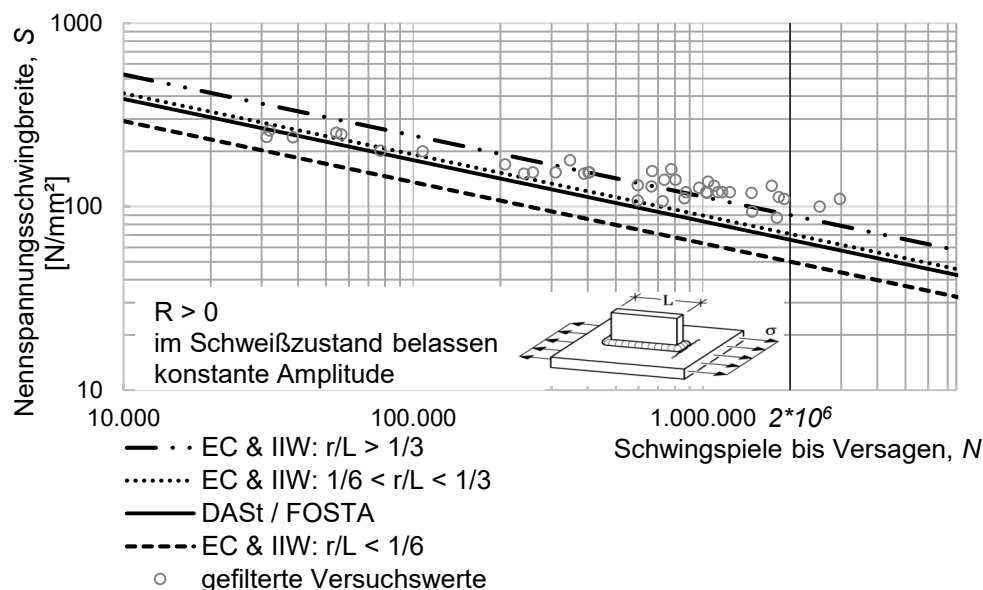 1000
100
10
Nennspannungsschwingbreite, S
[N/mm²]
R > 0
im Schweißzustand belassen
konstante Amplitude
L
σ
10.000 100.000 1.000.000 2*10⁶
Schwingspiele bis Versagen, N
EC & IIW: r/L > 1/3
EC & IIW: 1/6 < r/L < 1/3
DASt / FOSTA
EC & IIW: r/L < 1/6
gefilterte Versuchswerte